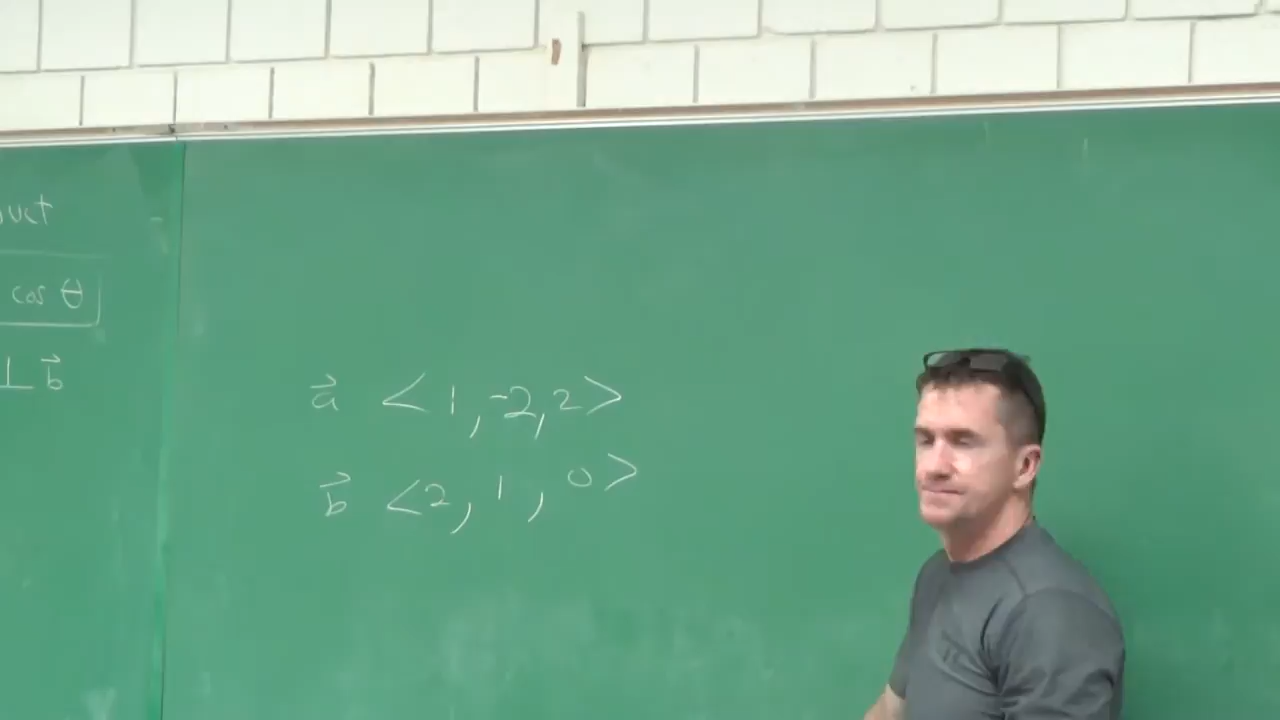 uct
cos θ
⊥ b⃗
a⃗ <1,-2,2>
b⃗ <2, 1, 0>